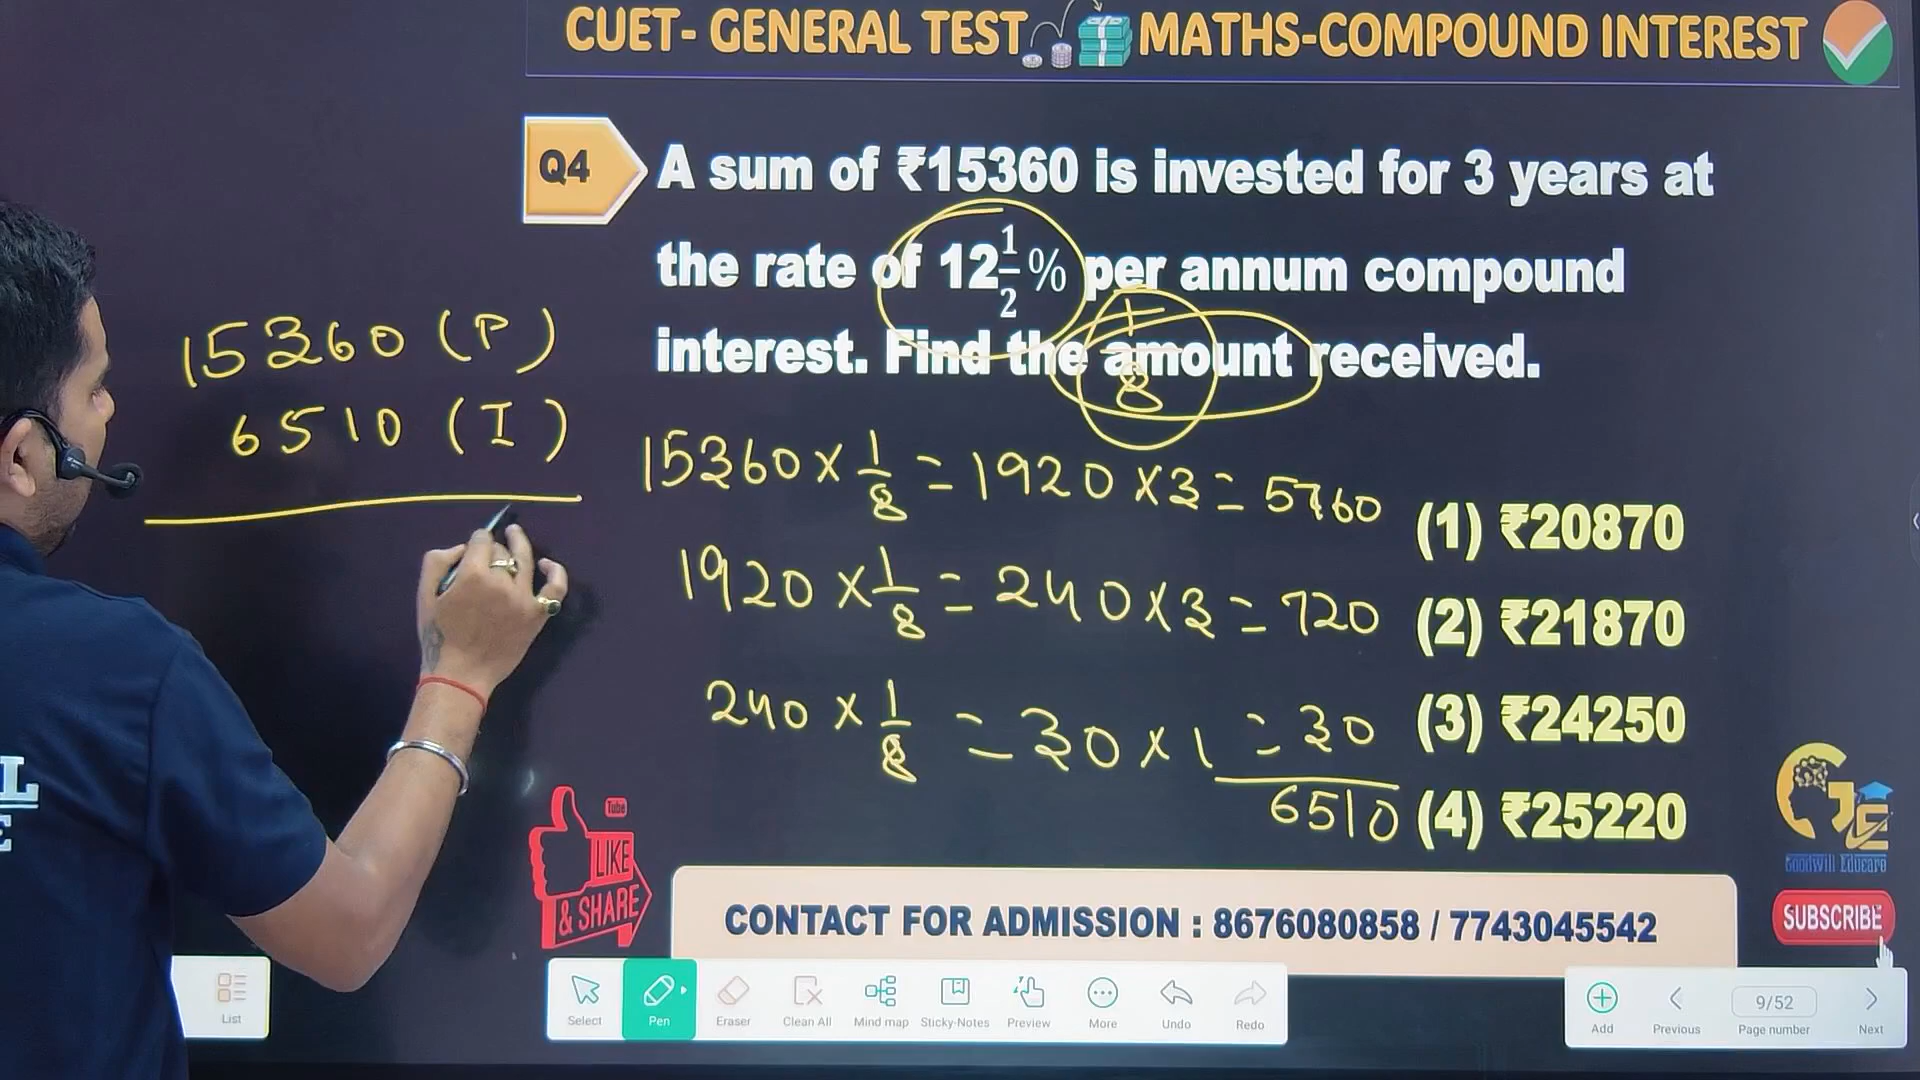 CUET- GENERAL TEST MATHS-COMPOUND INTEREST
Q4
A sum of ₹15360 is invested for 3 years at
the rate of 12 1/2 % per annum compound
interest. Find the amount received.
1/8
15360 (P)
6510 (I)
15360 × 1/8 = 1920 × 3 = 5760
1920 × 1/8 = 240 × 3 = 720
240 × 1/8 = 30 × 1 = 30
6510
(1) ₹20870
(2) ₹21870
(3) ₹24250
(4) ₹25220
L
E
Tube
LIKE
& SHARE
GE
Goodwill Educare
SUBSCRIBE
CONTACT FOR ADMISSION : 8676080858 / 7743045542
List
Select Pen Eraser Clean All Mind map Sticky-Notes Preview More Undo Redo
Add Previous 9/52 Page number Next